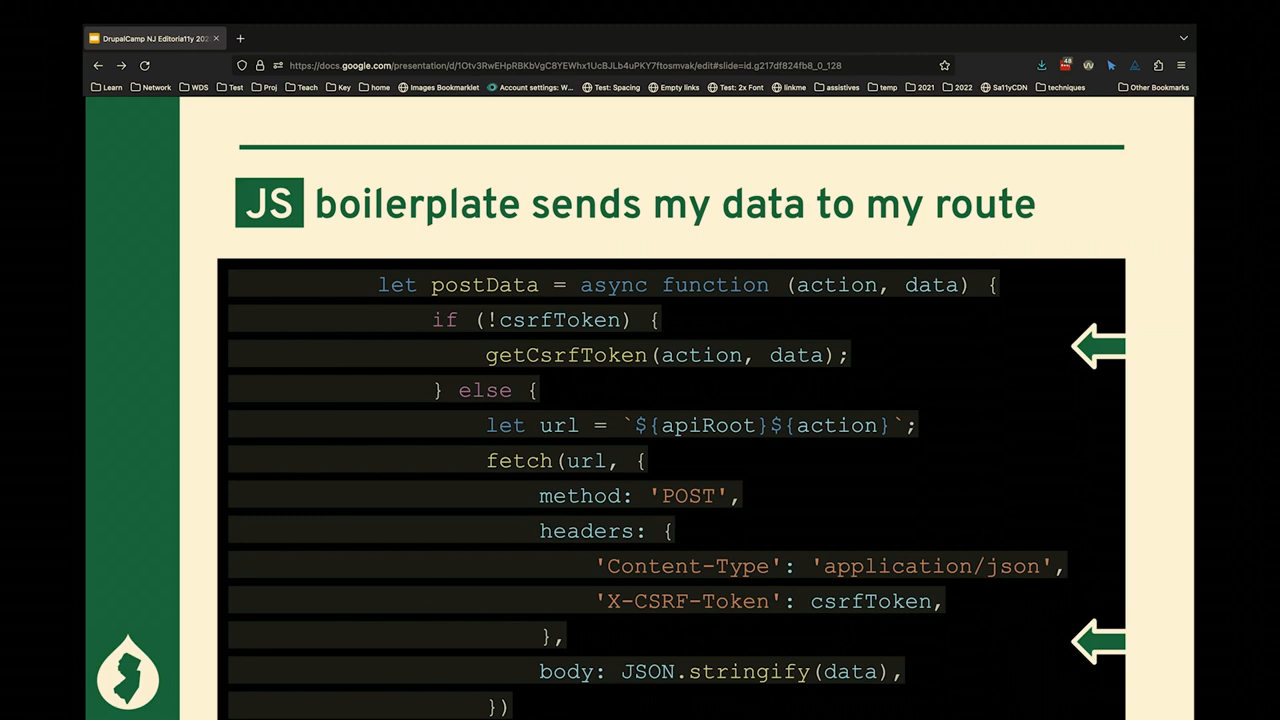 DrupalCamp NJ Editoria11y 202
https://docs.google.com/presentation/d/1Otv3RwEHpRBKbVgC8YEWhx1UcBJLb4uPKY7ftosmvak/edit#slide=id.g217df824fb8_0_128
48
Learn Network WDS Test Proj Teach Key home Images Bookmarklet Account settings: W... Test: Spacing Empty links Test: 2x Font linkme assistives temp 2021 2022 Sa11yCDN techniques Other Bookmarks
JS boilerplate sends my data to my route
let postData = async function (action, data) {
if (!csrfToken) {
getCsrfToken(action, data);
} else {
let url = `${apiRoot}${action}`;
fetch(url, {
method: 'POST',
headers: {
'Content-Type': 'application/json',
'X-CSRF-Token': csrfToken,
},
body: JSON.stringify(data),
})